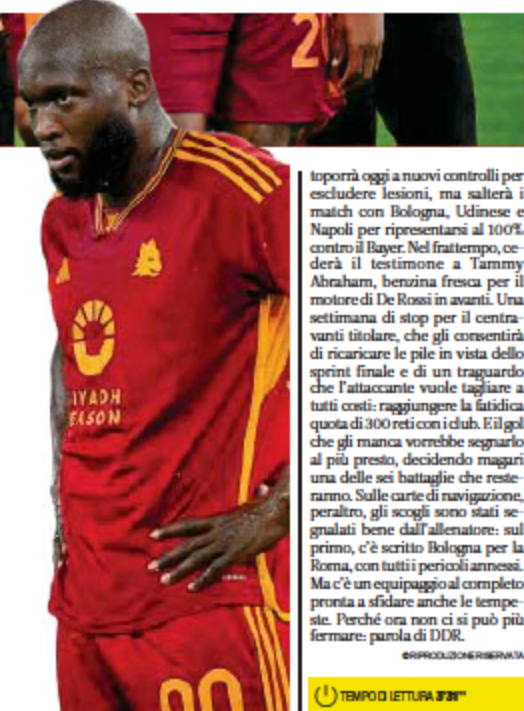 2
RIYADH
SEASON
90
toporrà oggi a nuovi controlli per
escludere lesioni, ma salterà i
match con Bologna, Udinese e
Napoli per ripresentarsi al 100%
contro il Bayer. Nel frattempo, ce-
derà il testimone a Tammy
Abraham, benzina fresca per il
motore di De Rossi in avanti. Una
settimana di stop per il centra-
vanti titolare, che gli consentirà
di ricaricare le pile in vista dello
sprint finale e di un traguardo
che l'attaccante vuole tagliare a
tutti costi: raggiungere la fatidica
quota di 300 reti con i club. E il gol
che gli manca vorrebbe segnarlo
al più presto, decidendo magari
una delle sei battaglie che reste-
ranno. Sulle carte di navigazione,
peraltro, gli scogli sono stati se-
gnalati bene dall'allenatore: sul
primo, c'è scritto Bologna per la
Roma, con tutti i pericoli annessi.
Ma c'è un equipaggio al completo
pronta a sfidare anche le tempe-
ste. Perché ora non ci si può più
fermare: parola di DDR.
©RIPRODUZIONE RISERVATA
TEMPO DI LETTURA